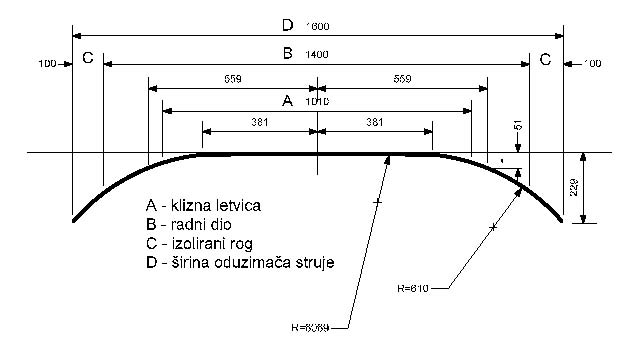 D 1600
100 C B 1400 C 100
559 559
A 1010
381 381
51
229
A - klizna letvica
B - radni dio
C - izolirani rog
D - širina oduzimača struje
R=610
R=6069